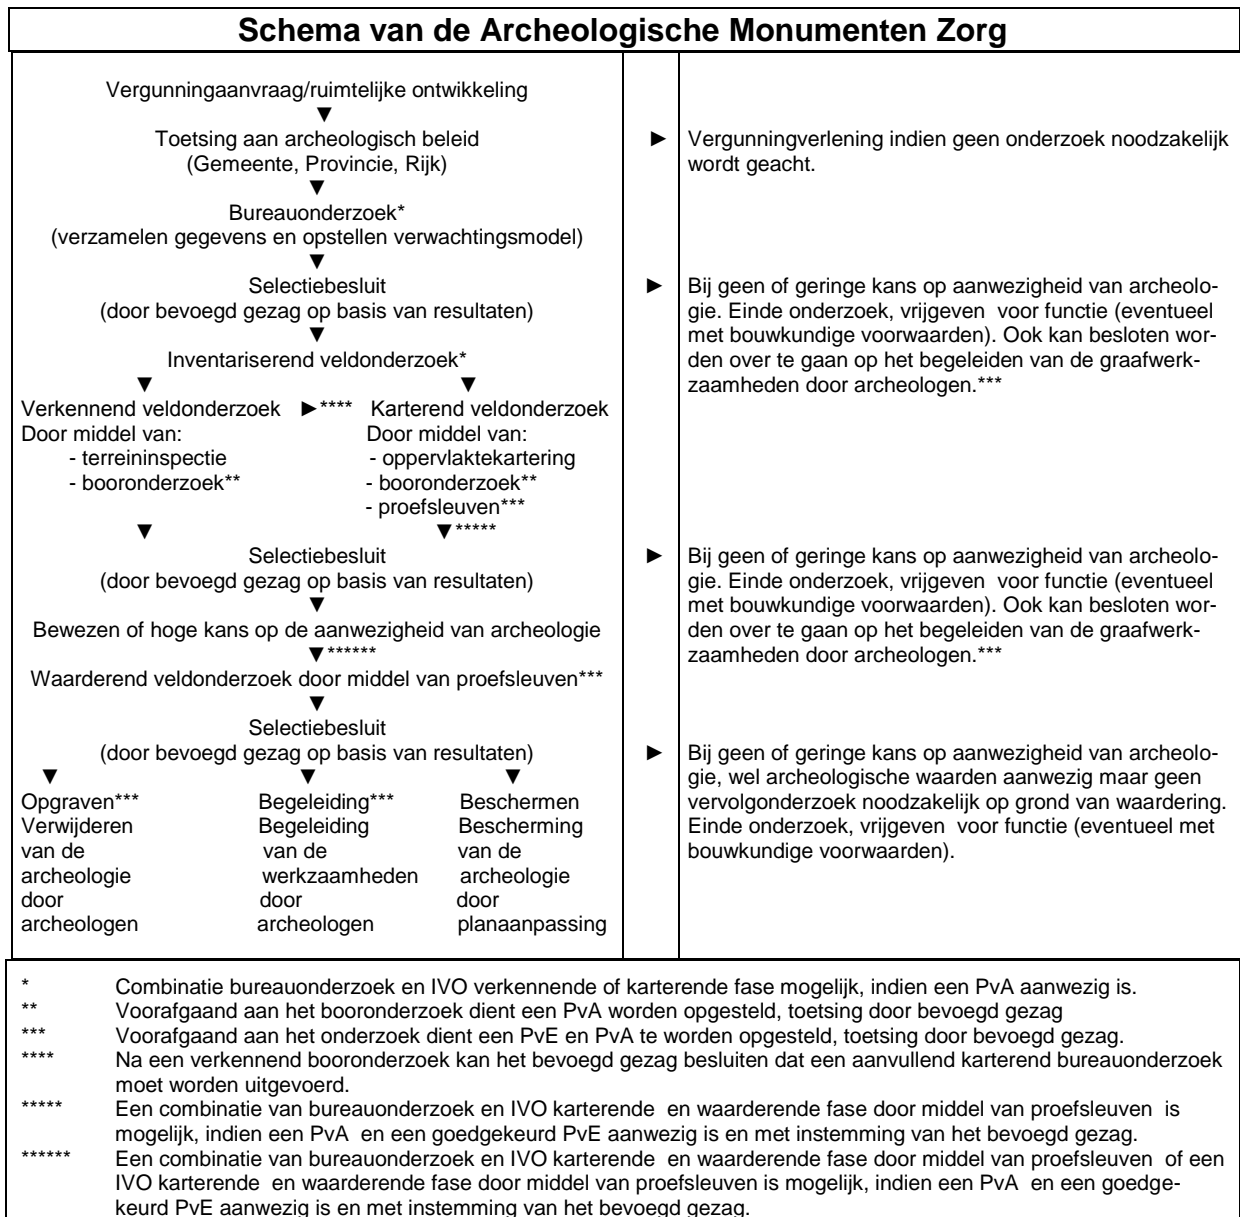 Schema van de Archeologische Monumenten Zorg
Vergunningaanvraag/ruimtelijke ontwikkeling
▼
Toetsing aan archeologisch beleid
(Gemeente, Provincie, Rijk)
► Vergunningverlening indien geen onderzoek noodzakelijk
wordt geacht.
▼
Bureauonderzoek*
(verzamelen gegevens en opstellen verwachtingsmodel)
▼
Selectiebesluit
(door bevoegd gezag op basis van resultaten)
► Bij geen of geringe kans op aanwezigheid van archeolo-
gie. Einde onderzoek, vrijgeven voor functie (eventueel
met bouwkundige voorwaarden). Ook kan besloten wor-
den over te gaan op het begeleiden van de graafwerk-
zaamheden door archeologen.***
▼
Inventariserend veldonderzoek*
▼ ▼
Verkennend veldonderzoek ►**** Karterend veldonderzoek
Door middel van: Door middel van:
- terreininspectie - oppervlaktekartering
- booronderzoek** - booronderzoek**
- proefsleuven***
▼ ▼*****
Selectiebesluit
(door bevoegd gezag op basis van resultaten)
► Bij geen of geringe kans op aanwezigheid van archeolo-
gie. Einde onderzoek, vrijgeven voor functie (eventueel
met bouwkundige voorwaarden). Ook kan besloten wor-
den over te gaan op het begeleiden van de graafwerk-
zaamheden door archeologen.***
▼
Bewezen of hoge kans op de aanwezigheid van archeologie
▼******
Waarderend veldonderzoek door middel van proefsleuven***
▼
Selectiebesluit
(door bevoegd gezag op basis van resultaten)
► Bij geen of geringe kans op aanwezigheid van archeolo-
gie, wel archeologische waarden aanwezig maar geen
vervolgonderzoek noodzakelijk op grond van waardering.
Einde onderzoek, vrijgeven voor functie (eventueel met
bouwkundige voorwaarden).
▼ ▼ ▼
Opgraven*** Begeleiding*** Beschermen
Verwijderen Begeleiding Bescherming
van de van de van de
archeologie werkzaamheden archeologie
door door door
archeologen archeologen planaanpassing
* Combinatie bureauonderzoek en IVO verkennende of karterende fase mogelijk, indien een PvA aanwezig is.
** Voorafgaand aan het booronderzoek dient een PvA worden opgesteld, toetsing door bevoegd gezag
*** Voorafgaand aan het onderzoek dient een PvE en PvA te worden opgesteld, toetsing door bevoegd gezag.
**** Na een verkennend booronderzoek kan het bevoegd gezag besluiten dat een aanvullend karterend bureauonderzoek
moet worden uitgevoerd.
***** Een combinatie van bureauonderzoek en IVO karterende en waarderende fase door middel van proefsleuven is
mogelijk, indien een PvA en een goedgekeurd PvE aanwezig is en met instemming van het bevoegd gezag.
****** Een combinatie van bureauonderzoek en IVO karterende en waarderende fase door middel van proefsleuven of een
IVO karterende en waarderende fase door middel van proefsleuven is mogelijk, indien een PvA en een goedge-
keurd PvE aanwezig is en met instemming van het bevoegd gezag.